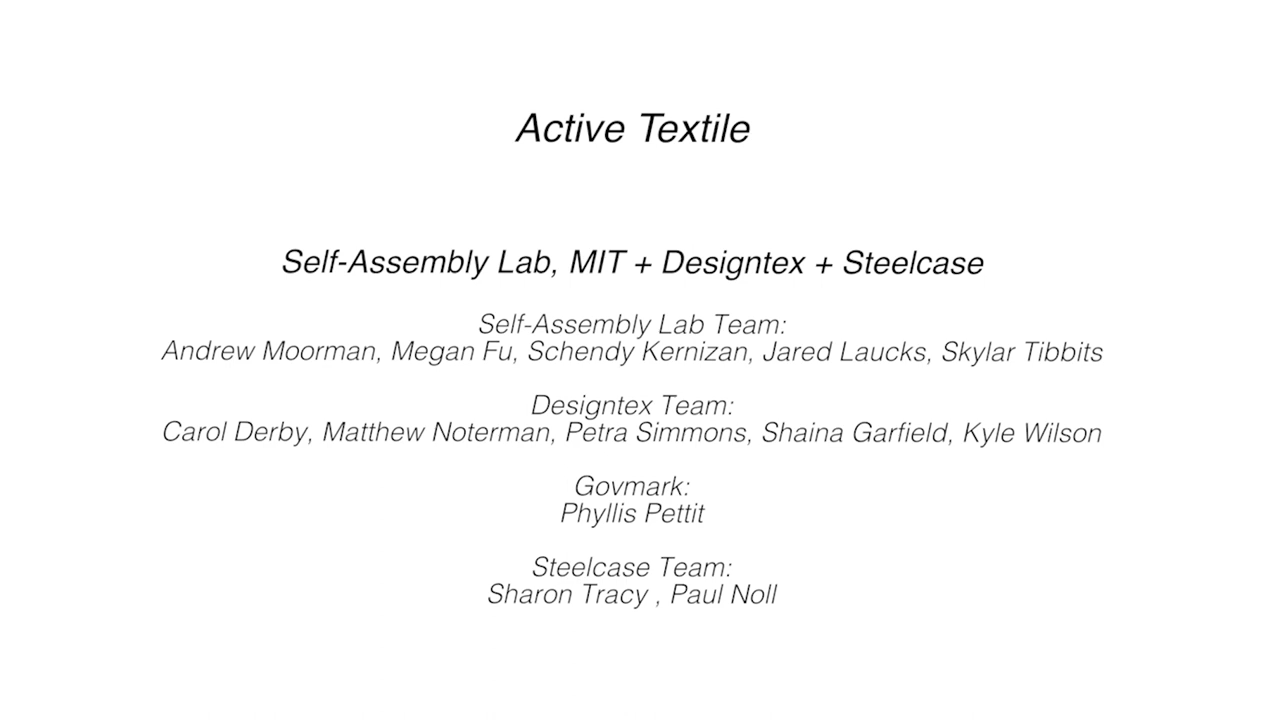 Active Textile
Self-Assembly Lab, MIT + Designtex + Steelcase
Self-Assembly Lab Team:
Andrew Moorman, Megan Fu, Schendy Kernizan, Jared Laucks, Skylar Tibbits
Designtex Team:
Carol Derby, Matthew Noterman, Petra Simmons, Shaina Garfield, Kyle Wilson
Govmark:
Phyllis Pettit
Steelcase Team:
Sharon Tracy , Paul Noll